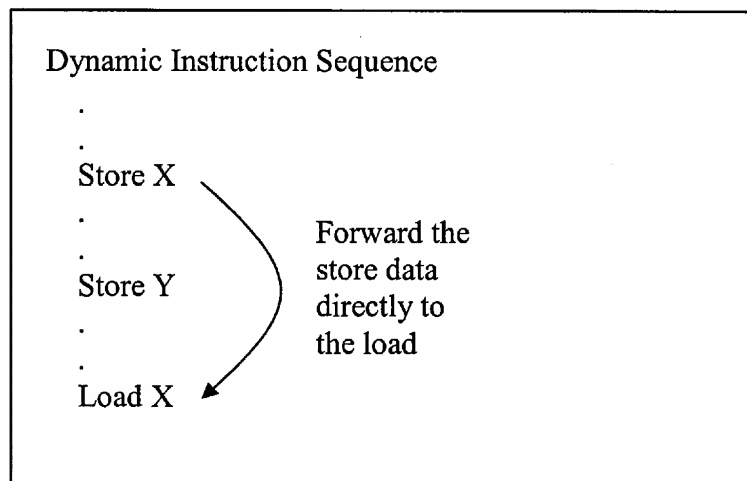 Dynamic Instruction Sequence
.
.
Store X
.
.
Store Y
.
.
Load X
Forward the
store data
directly to
the load